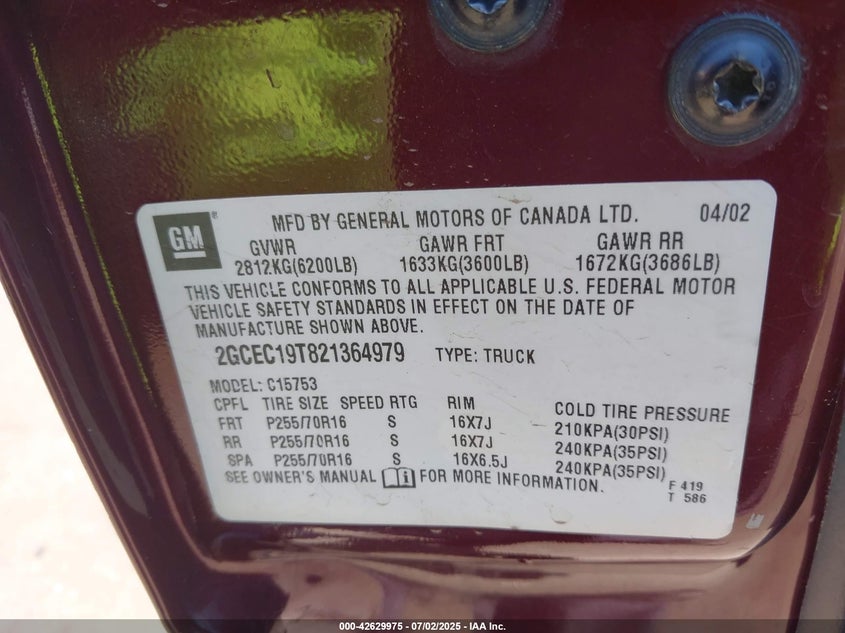 GM®
MFD BY GENERAL MOTORS OF CANADA LTD. 04/02
GVWR GAWR FRT GAWR RR
2812KG(6200LB) 1633KG(3600LB) 1672KG(3686LB)
THIS VEHICLE CONFORMS TO ALL APPLICABLE U.S. FEDERAL MOTOR
VEHICLE SAFETY STANDARDS IN EFFECT ON THE DATE OF
MANUFACTURE SHOWN ABOVE.
2GCEC19T821364979 TYPE: TRUCK
MODEL: C15753
CPFL TIRE SIZE SPEED RTG RIM COLD TIRE PRESSURE
FRT P255/70R16 S 16X7J 210KPA(30PSI)
RR P255/70R16 S 16X7J 240KPA(35PSI)
SPA P255/70R16 S 16X6.5J 240KPA(35PSI)
SEE OWNER'S MANUAL FOR MORE INFORMATION.
F 419
T 586
000-42629975 - 07/02/2025 - IAA Inc.